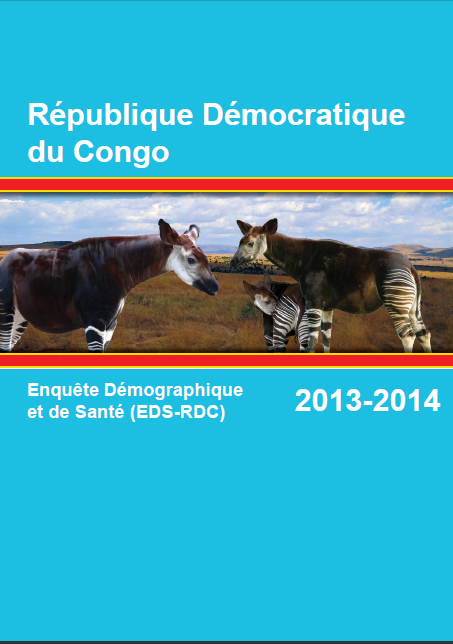 République Démocratique
du Congo
Enquête Démographique
et de Santé (EDS-RDC)
2013-2014